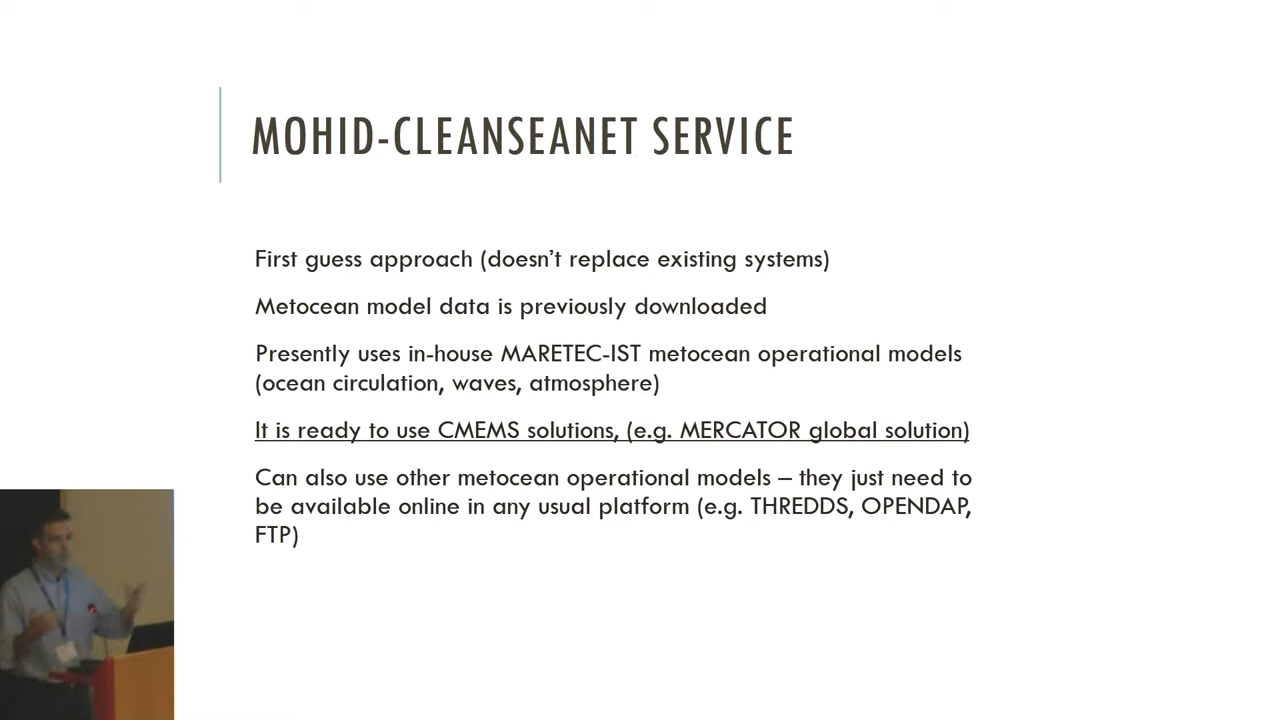 MOHID-CLEANSEANET SERVICE
First guess approach (doesn't replace existing systems)
Metocean model data is previously downloaded
Presently uses in-house MARETEC-IST metocean operational models
(ocean circulation, waves, atmosphere)
It is ready to use CMEMS solutions, (e.g. MERCATOR global solution)
Can also use other metocean operational models – they just need to
be available online in any usual platform (e.g. THREDDS, OPENDAP,
FTP)